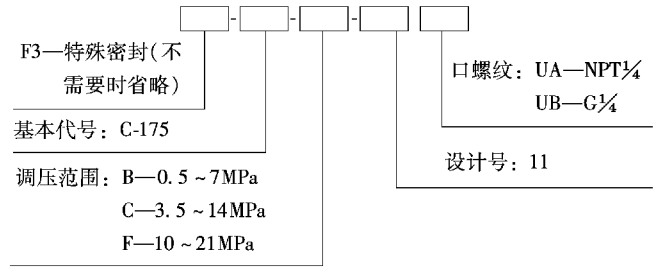 F3—特殊密封(不
需要时省略)
基本代号：C-175
调压范围：B—0.5~7MPa
C—3.5~14MPa
F—10~21MPa
口螺纹：UA—NPT¼
UB—G¼
设计号：11